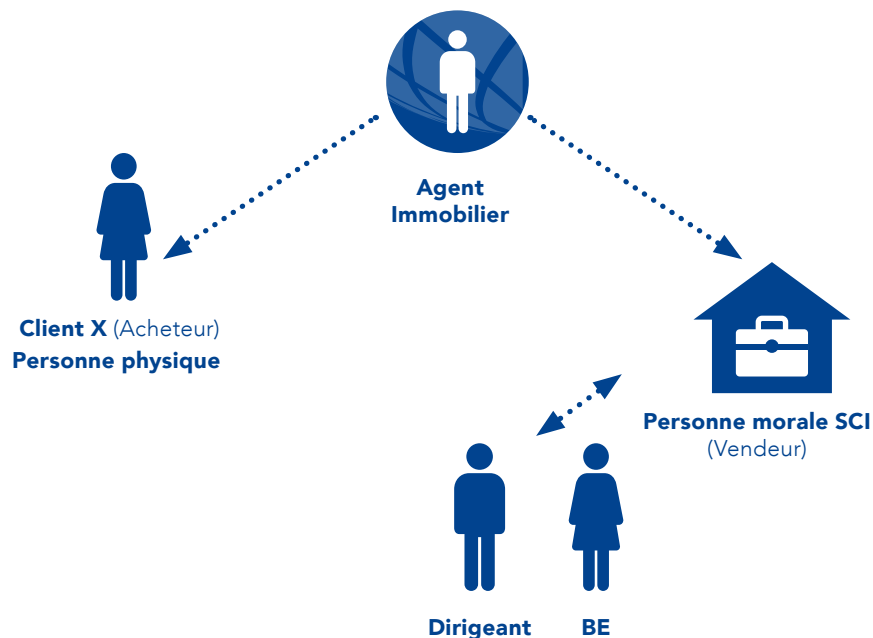 Agent
Immobilier
Client X (Acheteur)
Personne physique
Personne morale SCI
(Vendeur)
Dirigeant
BE